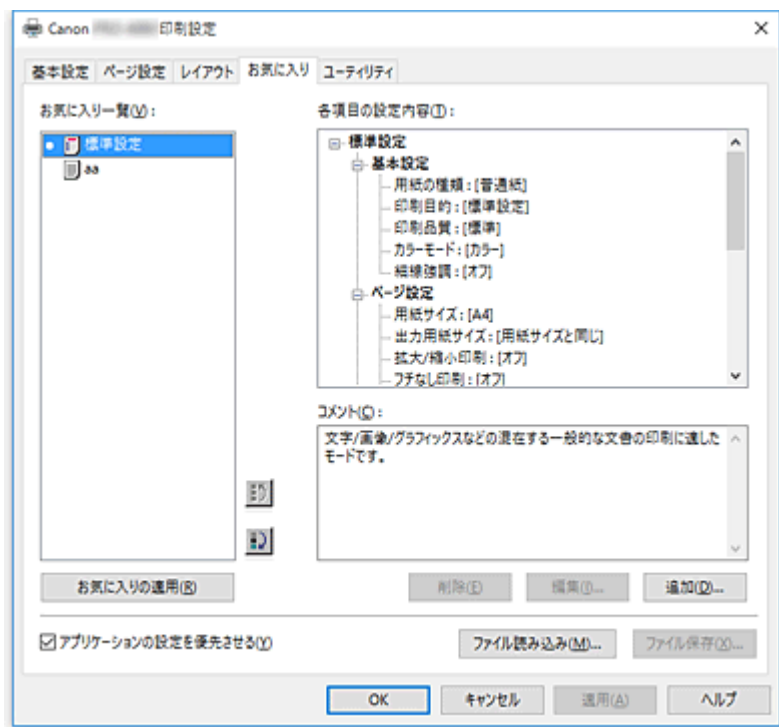 Canon 印刷設定
基本設定 ページ設定 レイアウト お気に入り ユーティリティ
お気に入り一覧(V):
標準設定
aa
各項目の設定内容(T):
標準設定
基本設定
用紙の種類:[普通紙]
印刷目的:[標準設定]
印刷品質:[標準]
カラーモード:[カラー]
細線強調:[オフ]
ページ設定
用紙サイズ:[A4]
出力用紙サイズ:[用紙サイズと同じ]
拡大/縮小印刷:[オフ]
フチなし印刷:[オフ]
コメント(C):
文字/画像/グラフィックスなどの混在する一般的な文書の印刷に適した
モードです。
お気に入りの適用(R)
削除(E) 編集(I)... 追加(D)...
アプリケーションの設定を優先させる(Y)
ファイル読み込み(M)... ファイル保存(X)...
OK キャンセル 適用(A) ヘルプ